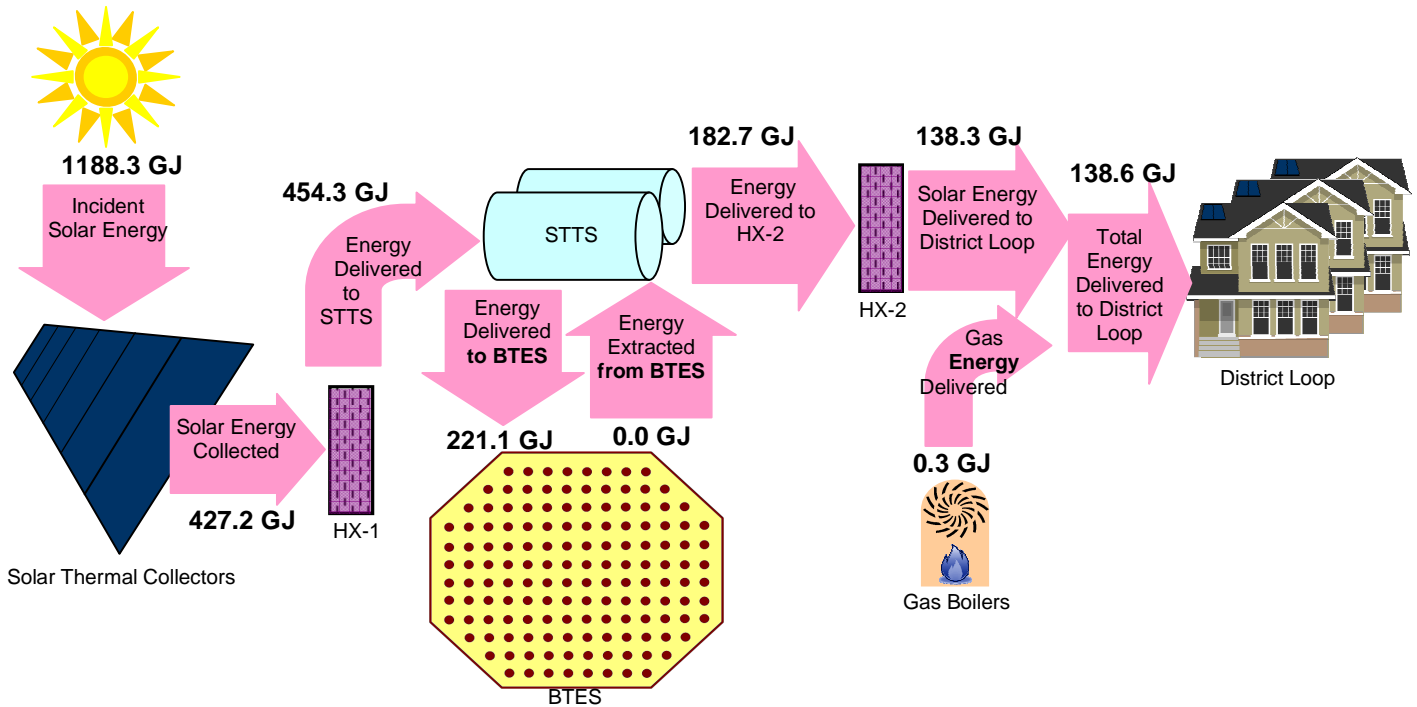 1188.3 GJ
Incident
Solar Energy
Solar Thermal Collectors
Solar Energy
Collected
427.2 GJ
HX-1
454.3 GJ
Energy
Delivered
to
STTS
STTS
Energy
Delivered
to BTES
221.1 GJ
Energy
Extracted
from BTES
0.0 GJ
BTES
182.7 GJ
Energy
Delivered to
HX-2
HX-2
138.3 GJ
Solar Energy
Delivered to
District Loop
Gas
Energy
Delivered
0.3 GJ
Gas Boilers
138.6 GJ
Total
Energy
Delivered
to District
Loop
District Loop